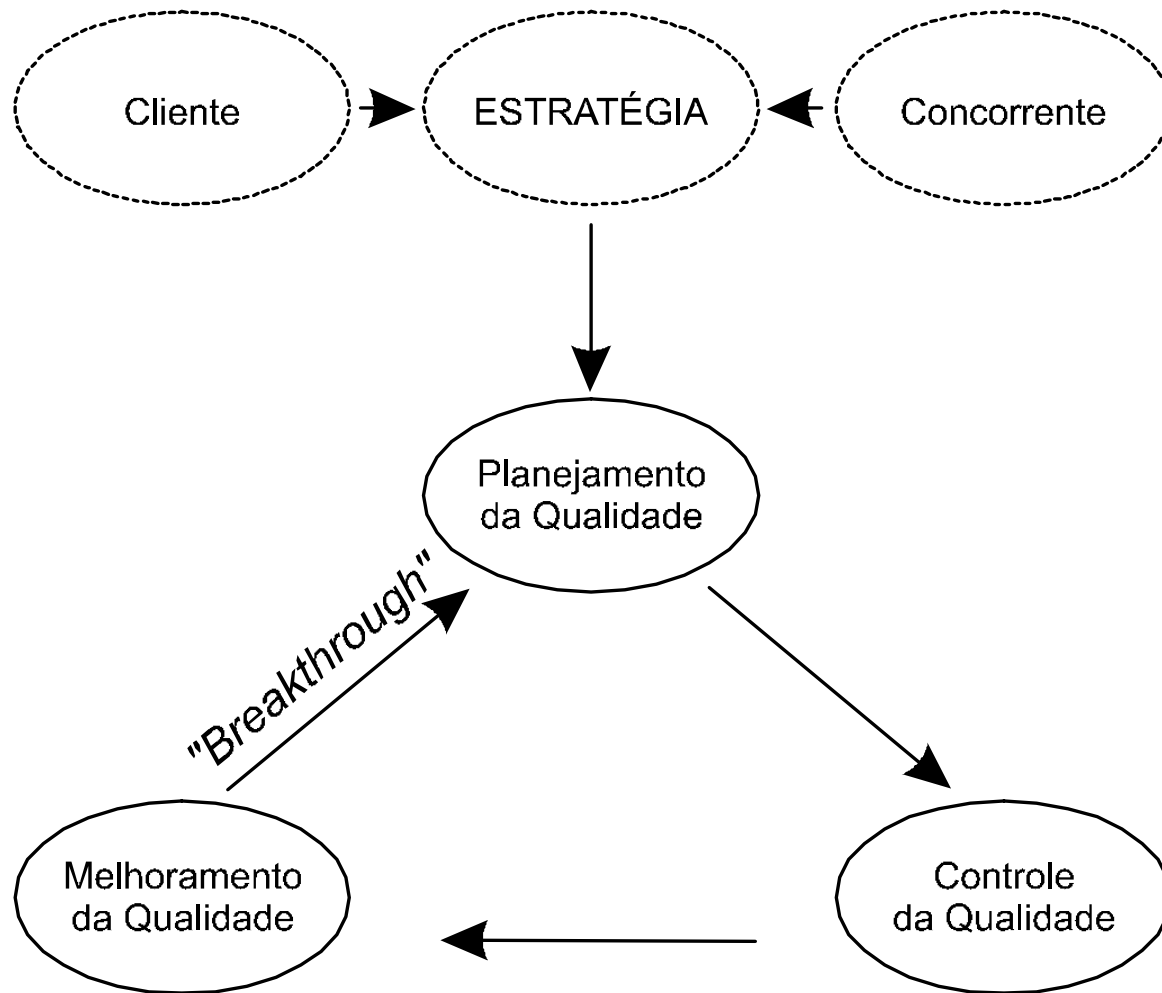 Cliente
ESTRATÉGIA
Concorrente
Planejamento
da Qualidade
"Breakthrough"
Melhoramento
da Qualidade
Controle
da Qualidade